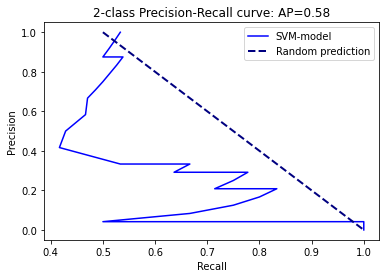 2-class Precision-Recall curve: AP=0.58
SVM-model
Random prediction
Precision
1.0
0.8
0.6
0.4
0.2
0.0
0.4 0.5 0.6 0.7 0.8 0.9 1.0
Recall